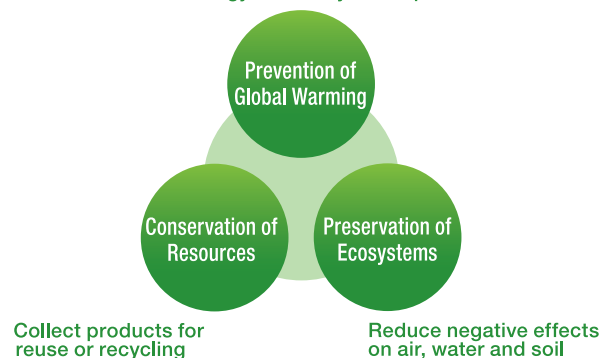 Prevention of
Global Warming
Conservation of
Resources
Preservation of
Ecosystems
Collect products for
reuse or recycling
Reduce negative effects
on air, water and soil